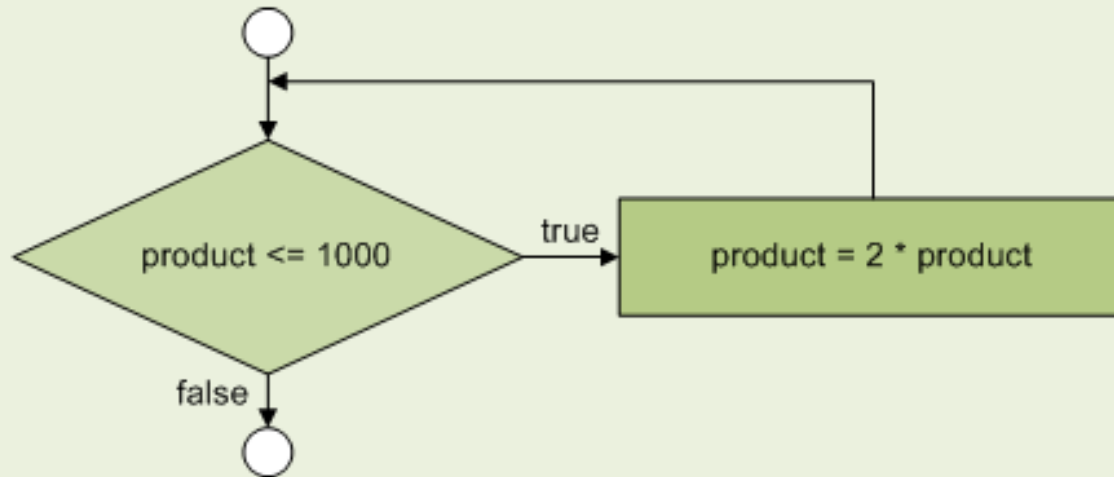 product <= 1000
true
product = 2 * product
false